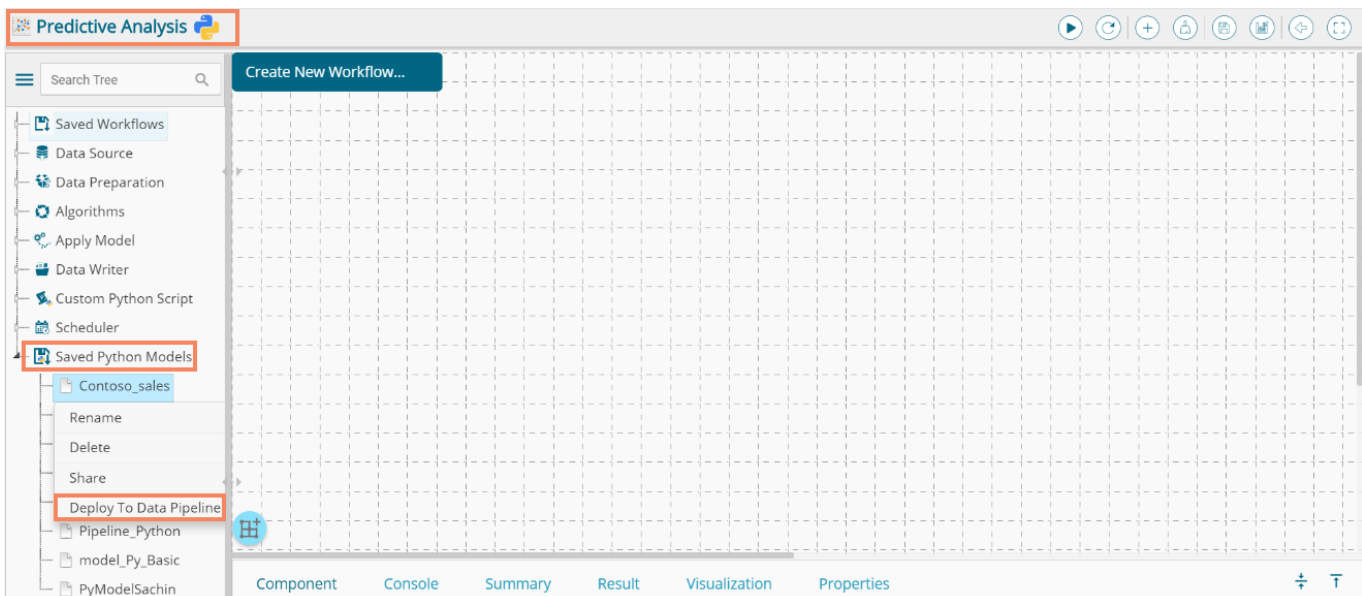 Predictive Analysis
Search Tree
Create New Workflow...
Saved Workflows
Data Source
Data Preparation
Algorithms
Apply Model
Data Writer
Custom Python Script
Scheduler
Saved Python Models
Contoso_sales
Rename
Delete
Share
Deploy To Data Pipeline
Pipeline_Python
model_Py_Basic
PyModelSachin
Component Console Summary Result Visualization Properties